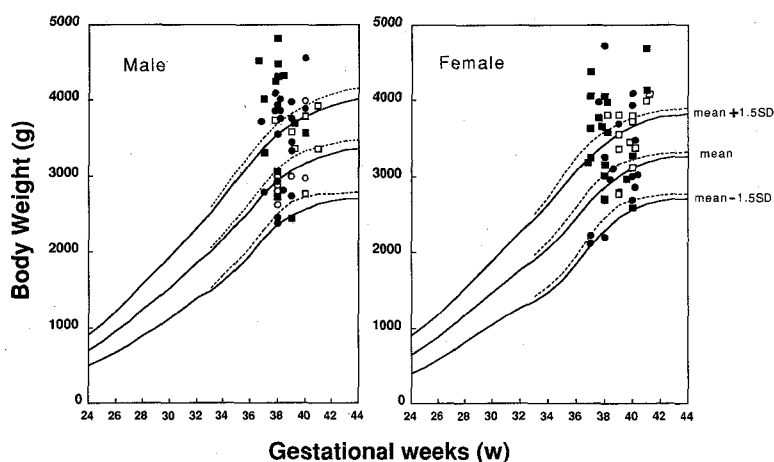 5000
4000
3000
2000
1000
0
Body Weight (g)
Male
24 26 28 30 32 34 36 38 40 42 44
5000
4000
3000
2000
1000
0
Female
24 26 28 30 32 34 36 38 40 42 44
mean +1.5SD
mean
mean-1.5SD
Gestational weeks (w)